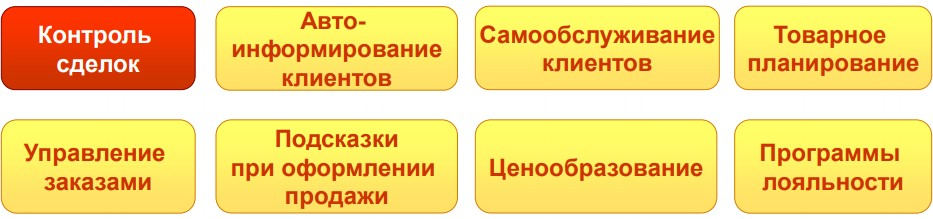 Контроль
сделок
Авто-
информирование
клиентов
Самообслуживание
клиентов
Товарное
планирование
Управление
заказами
Подсказки
при оформлении
продажи
Ценообразование
Программы
лояльности